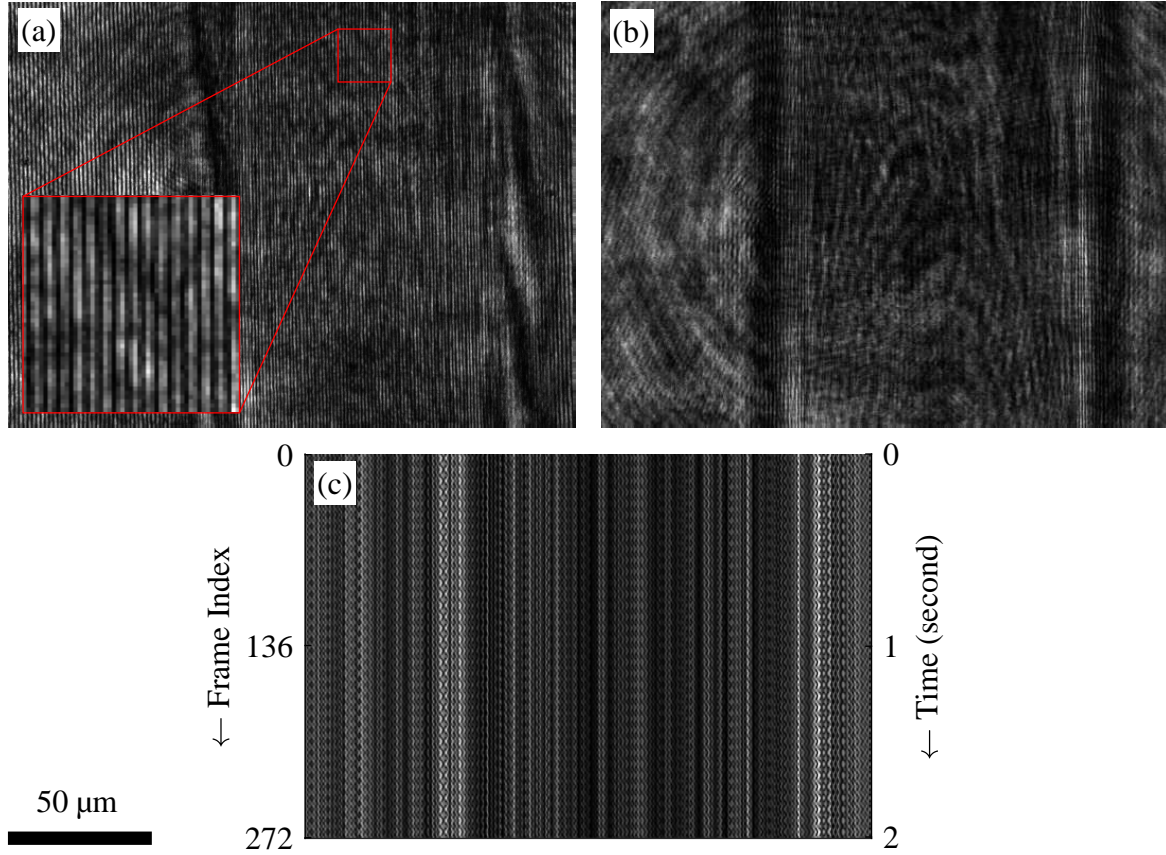 (a)
(b)
(c)
0
136
272
← Frame Index
0
1
2
← Time (second)
50 μm